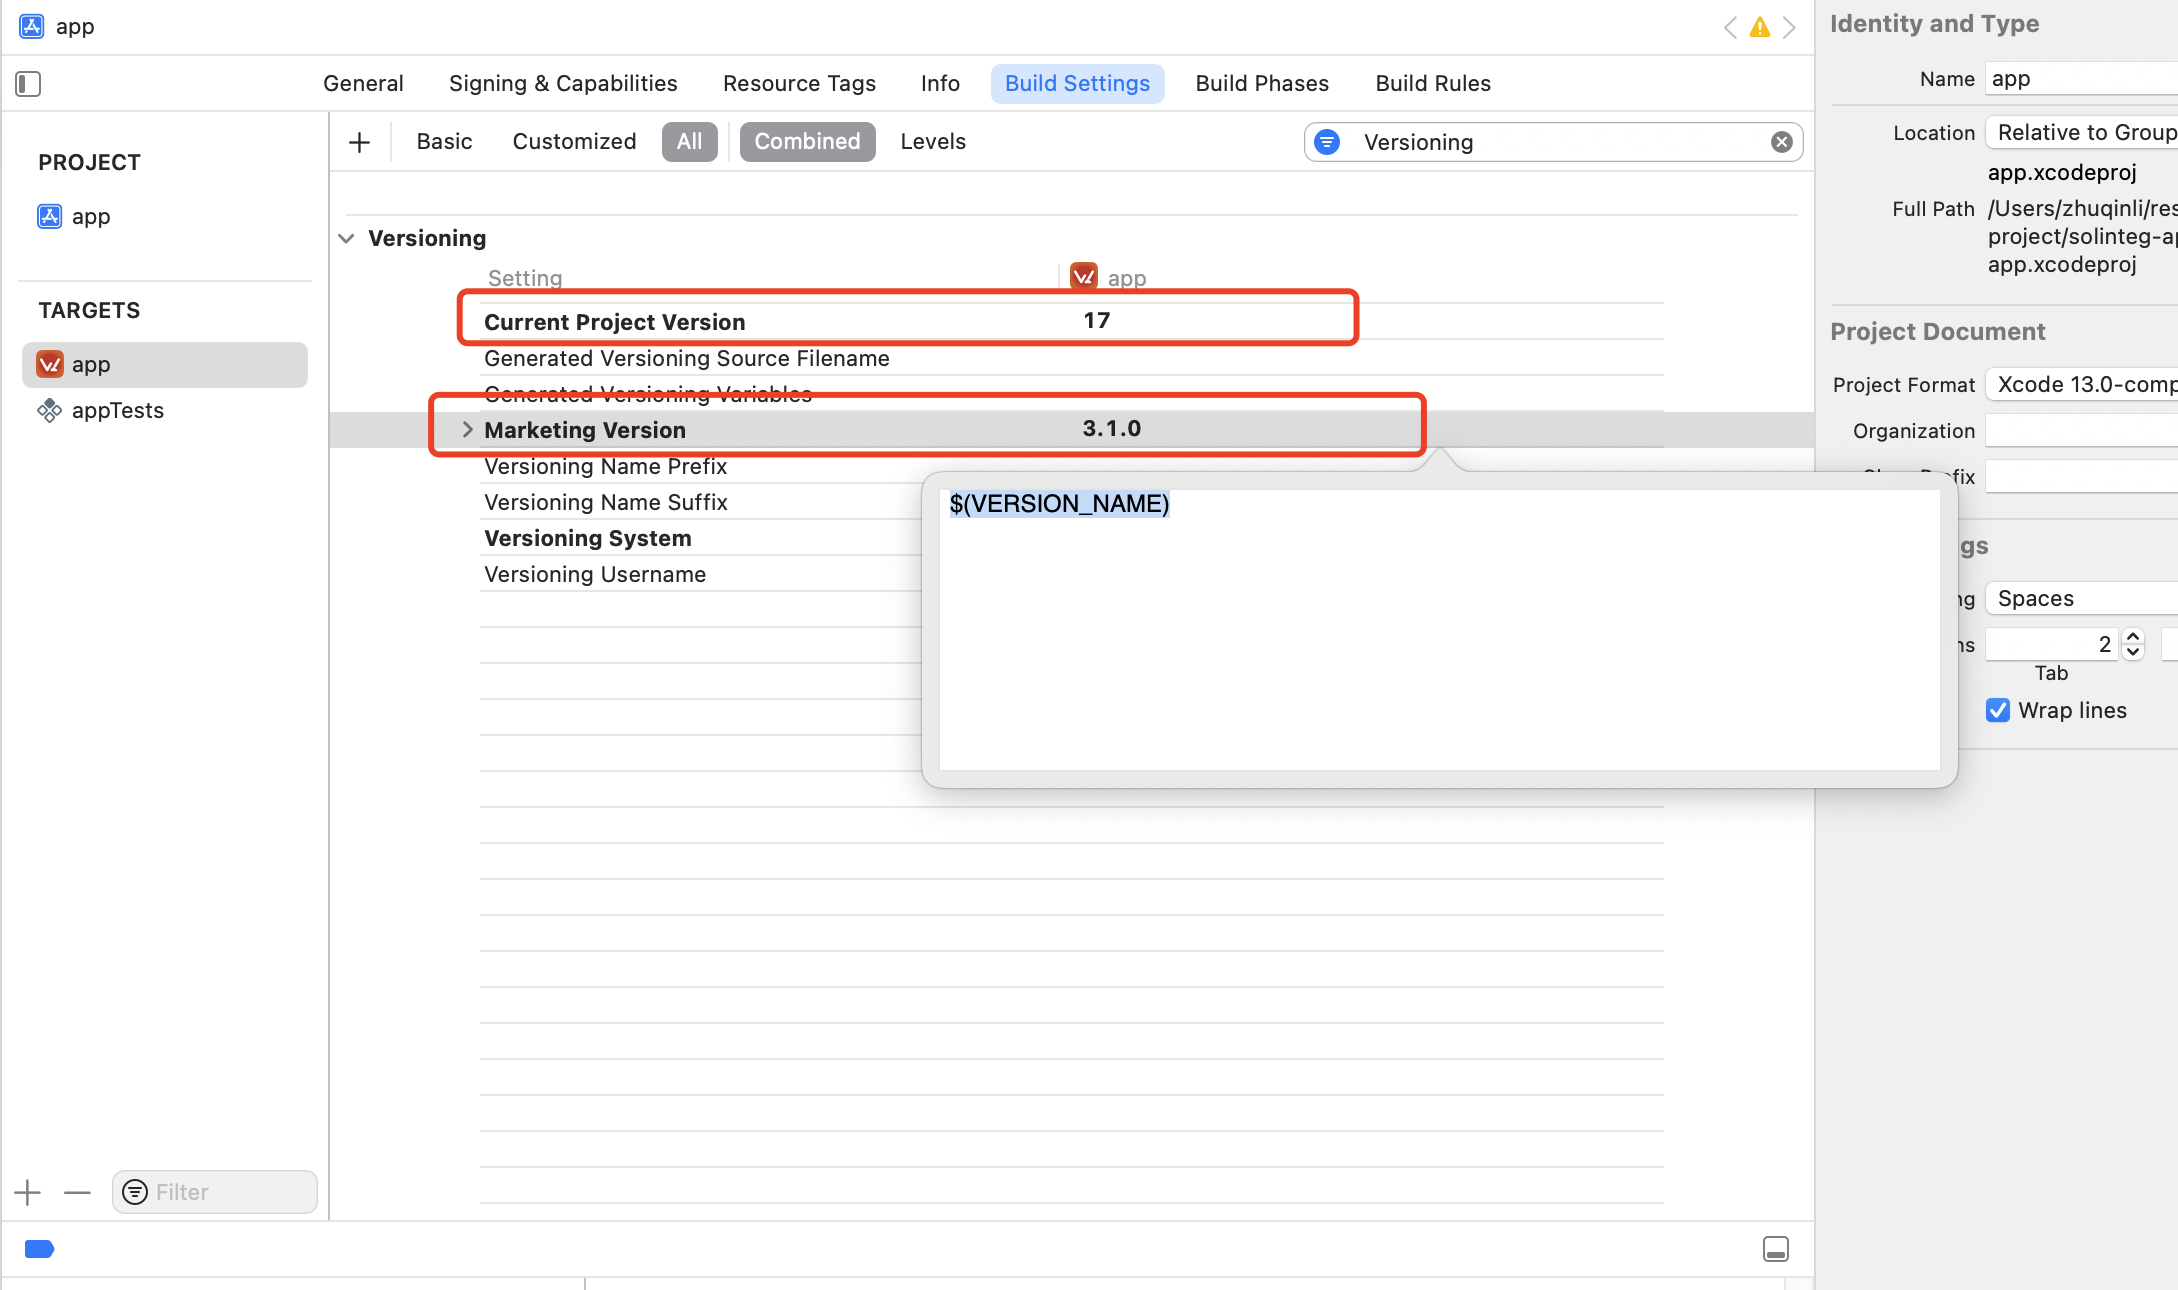 app
General Signing & Capabilities Resource Tags Info Build Settings Build Phases Build Rules
Basic Customized All Combined Levels Versioning
PROJECT
app
TARGETS
app
appTests
Filter
Versioning
Setting app
Current Project Version 17
Generated Versioning Source Filename
Generated Versioning Variables
Marketing Version 3.1.0
Versioning Name Prefix
Versioning Name Suffix
Versioning System
Versioning Username
$(VERSION_NAME)
Identity and Type
Name app
Location Relative to Group
app.xcodeproj
Full Path /Users/zhuqinli/res
project/solinteg-ap
app.xcodeproj
Project Document
Project Format Xcode 13.0-comp
Organization
fix
gs
ng Spaces
ns 2
Tab
Wrap lines